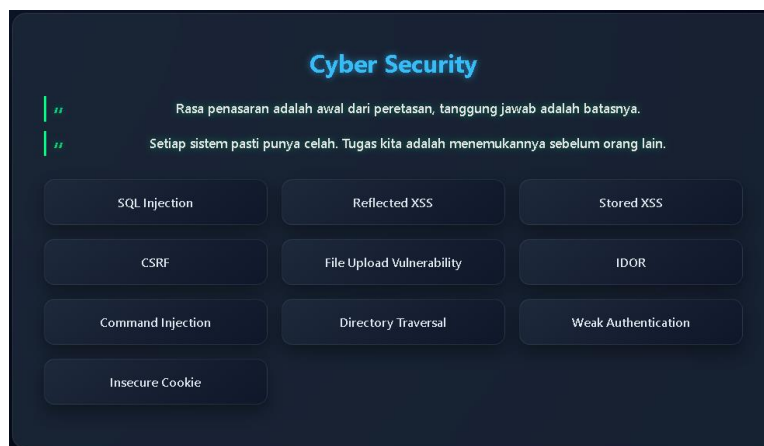 Cyber Security
" Rasa penasaran adalah awal dari peretasan, tanggung jawab adalah batasnya.
" Setiap sistem pasti punya celah. Tugas kita adalah menemukannya sebelum orang lain.
SQL Injection
Reflected XSS
Stored XSS
CSRF
File Upload Vulnerability
IDOR
Command Injection
Directory Traversal
Weak Authentication
Insecure Cookie